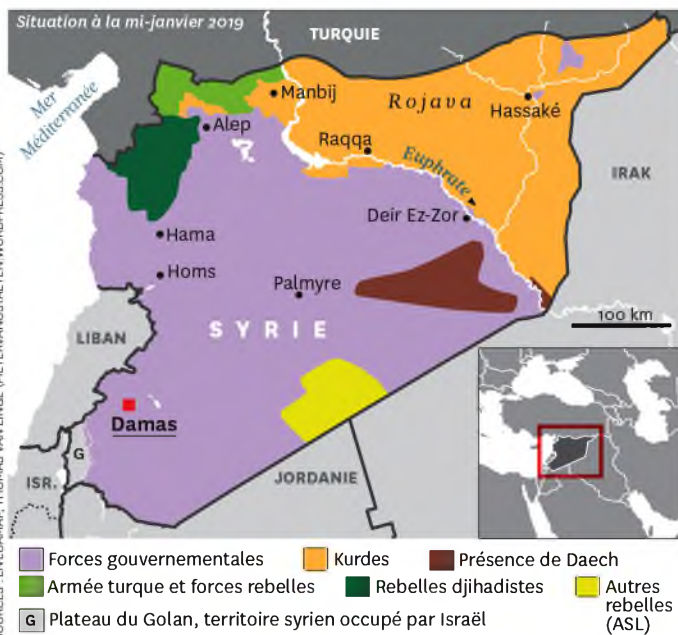 Situation à la mi-janvier 2019
TURQUIE
Mer
Méditerranée
Manbij
Rojava
Hassaké
Alep
Raqqa
Euphrate
IRAK
Deir Ez-Zor
Hama
Homs
Palmyre
100 km
SYRIE
LIBAN
Damas
G
ISR.
JORDANIE
Forces gouvernementales
Kurdes
Présence de Daech
Armée turque et forces rebelles
Rebelles djihadistes
Autres
rebelles
(ASL)
G Plateau du Golan, territoire syrien occupé par Israël